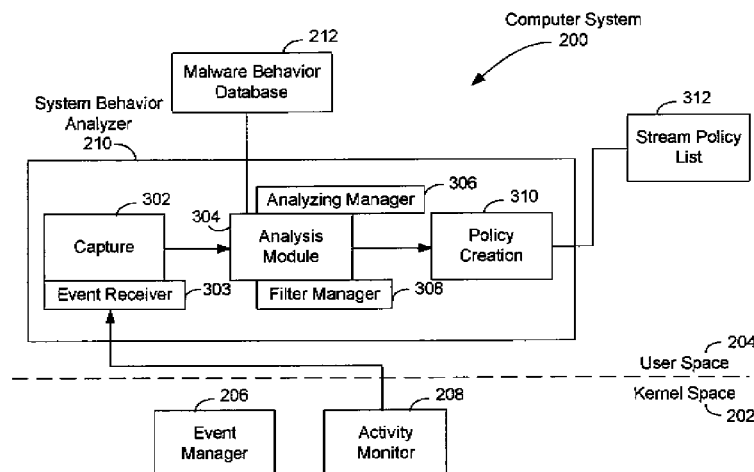 212
Computer System
200
Malware Behavior
Database
System Behavior
Analyzer
210
312
Stream Policy
List
302
Capture
303
Event Receiver
304
Analysis
Module
306
Analyzing Manager
308
Filter Manager
310
Policy
Creation
204
User Space
Kernel Space
202
206
Event
Manager
208
Activity
Monitor